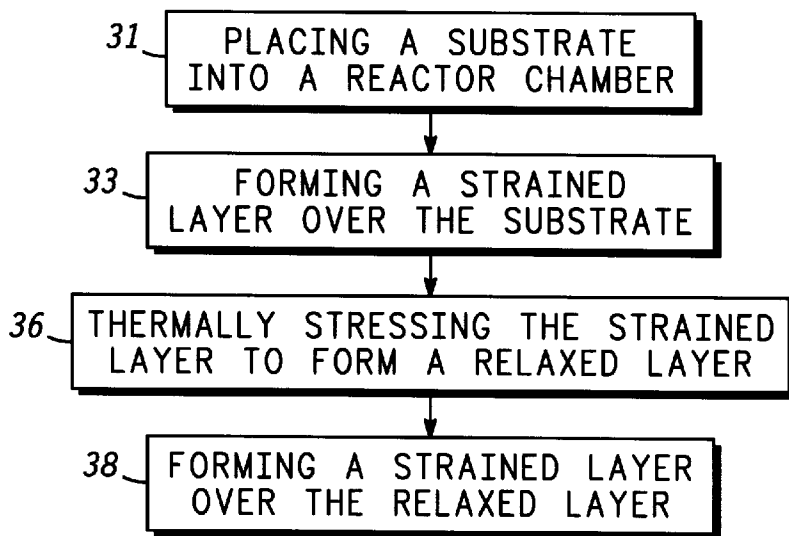 31
PLACING A SUBSTRATE
INTO A REACTOR CHAMBER
33
FORMING A STRAINED
LAYER OVER THE SUBSTRATE
36
THERMALLY STRESSING THE STRAINED
LAYER TO FORM A RELAXED LAYER
38
FORMING A STRAINED LAYER
OVER THE RELAXED LAYER